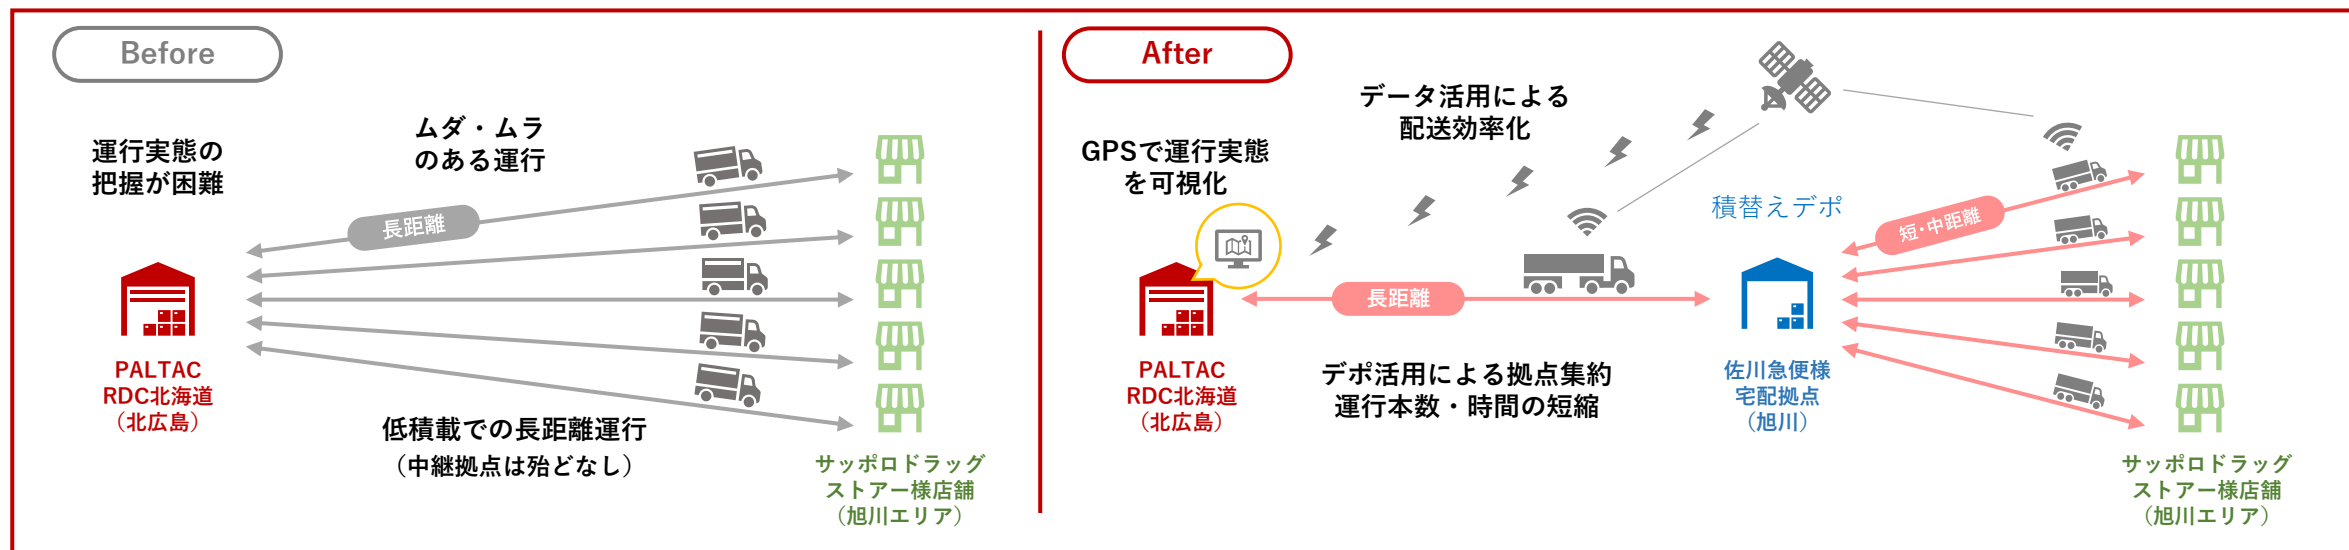 Before
運行実態の
把握が困難
ムダ・ムラ
のある運行
長距離
PALTAC
RDC北海道
（北広島）
低積載での長距離運行
（中継拠点は殆どなし）
サッポロドラッグ
ストアー様店舗
（旭川エリア）
After
GPSで運行実態
を可視化
データ活用による
配送効率化
積替えデポ
短・中距離
長距離
PALTAC
RDC北海道
（北広島）
デポ活用による拠点集約
運行本数・時間の短縮
佐川急便様
宅配拠点
（旭川）
サッポロドラッグ
ストアー様店舗
（旭川エリア）